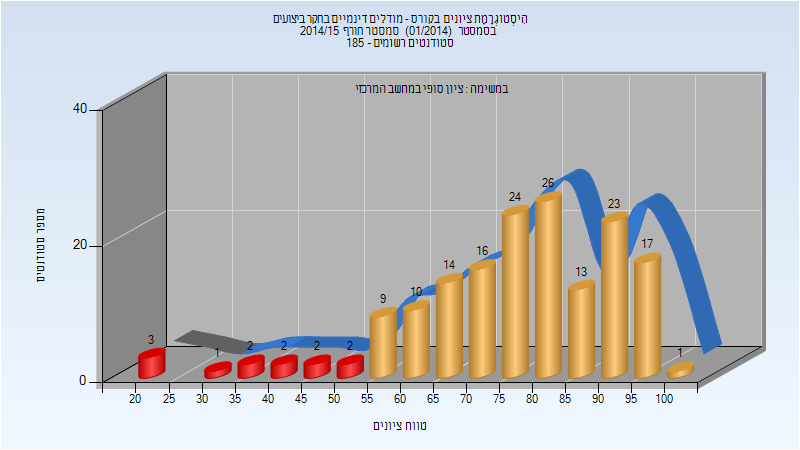 היסטוגרמת ציונים בקורס - מודלים דינמיים בחקר ביצועים
בסמסטר (01/2014) סמסטר חורף 2014/15
סטודנטים רשומים - 185
במשימה : ציון סופי במחשב המרכזי
40
20
0
מספר סטודנטים
3
1
2
2
2
2
9
10
14
16
24
26
13
23
17
1
20 25 30 35 40 45 50 55 60 65 70 75 80 85 90 95 100
טווח ציונים